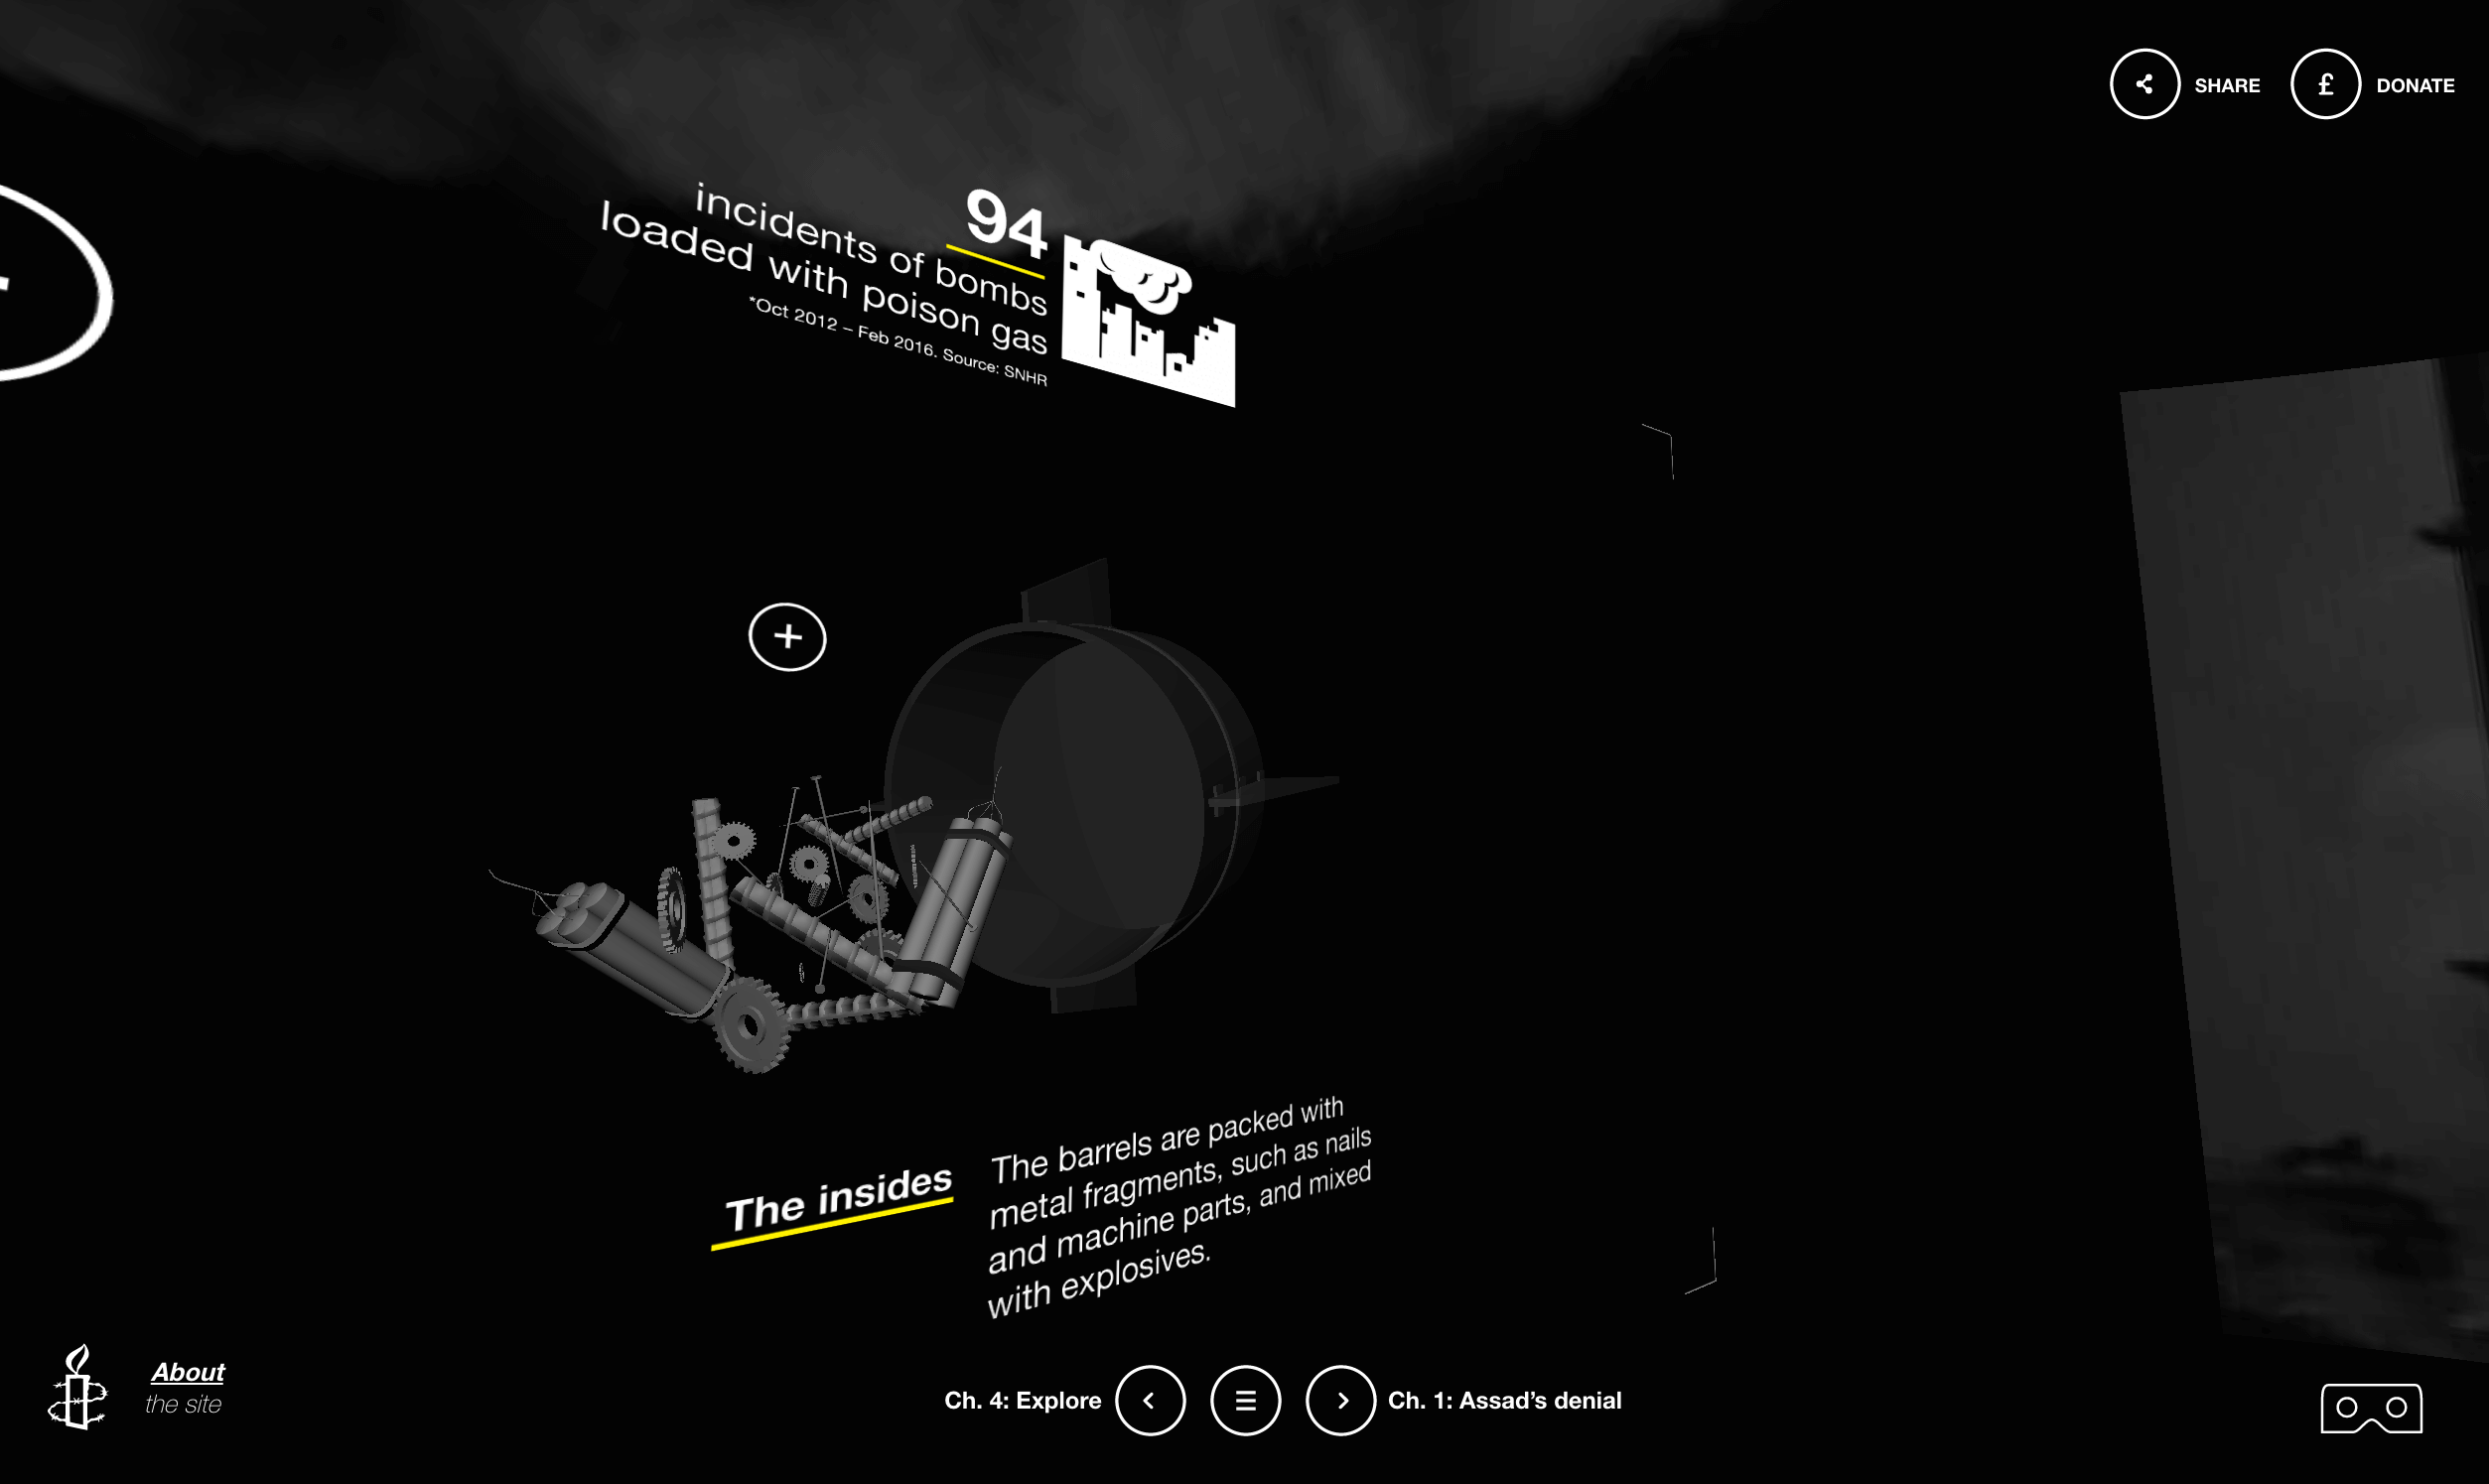 SHARE
£
DONATE
94
incidents of bombs
loaded with poison gas
*Oct 2012 – Feb 2016. Source: SNHR
The insides
The barrels are packed with
metal fragments, such as nails
and machine parts, and mixed
with explosives.
About
the site
Ch. 4: Explore
Ch. 1: Assad’s denial